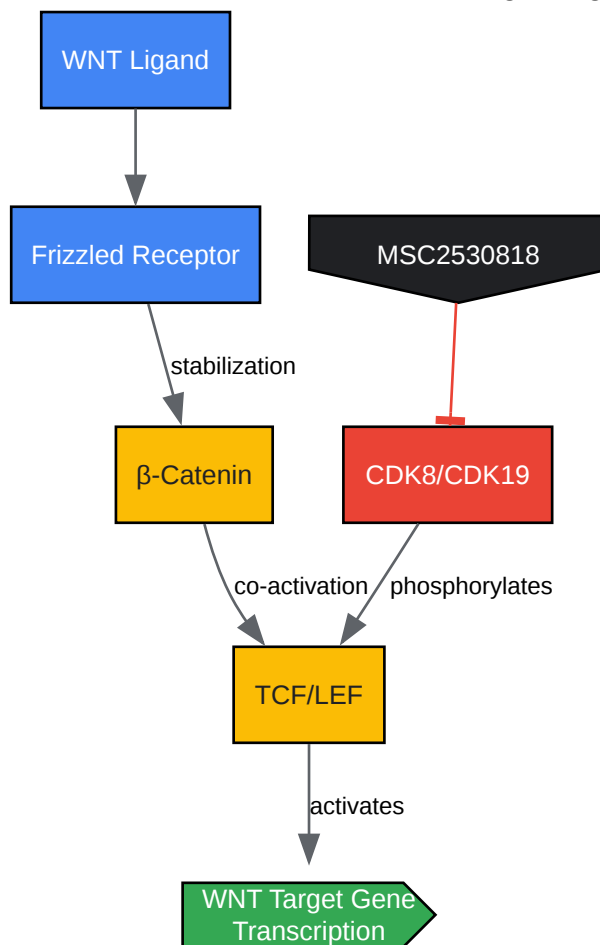 WNT Ligand
Frizzled Receptor
MSC2530818
stabilization
β-Catenin
CDK8/CDK19
co-activation
phosphorylates
TCF/LEF
activates
WNT Target Gene
Transcription